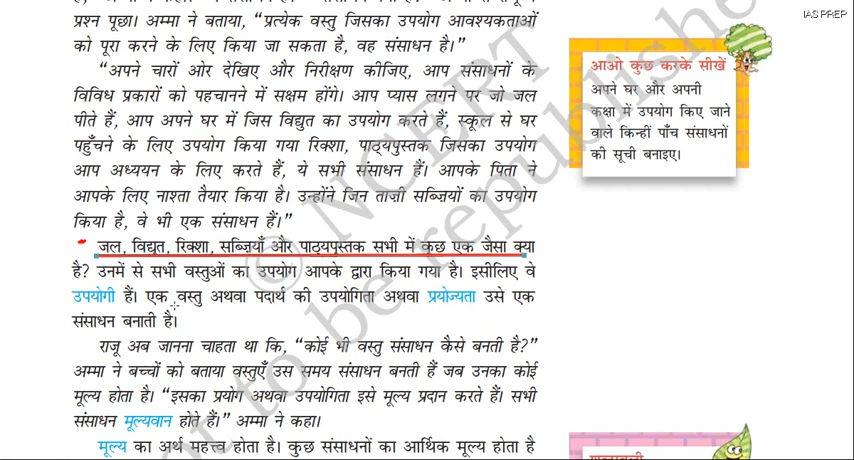 प्रश्न पूछा। अम्मा ने बताया, “प्रत्येक वस्तु जिसका उपयोग आवश्यकताओं
को पूरा करने के लिए किया जा सकता है, वह संसाधन है।”
“अपने चारों ओर देखिए और निरीक्षण कीजिए, आप संसाधनों के
विविध प्रकारों को पहचानने में सक्षम होंगे। आप प्यास लगने पर जो जल
पीते हैं, आप अपने घर में जिस विद्युत का उपयोग करते हैं, स्कूल से घर
पहुँचने के लिए उपयोग किया गया रिक्शा, पाठ्यपुस्तक जिसका उपयोग
आप अध्ययन के लिए करते हैं, ये सभी संसाधन हैं। आपके पिता ने
आपके लिए नाश्ता तैयार किया है। उन्होंने जिन ताज़ी सब्ज़ियों का उपयोग
किया है, वे भी एक संसाधन हैं।”
जल, विद्युत, रिक्शा, सब्ज़ियाँ और पाठ्यपुस्तक सभी में कुछ एक जैसा क्या
है? उनमें से सभी वस्तुओं का उपयोग आपके द्वारा किया गया है। इसीलिए वे
उपयोगी हैं। एक वस्तु अथवा पदार्थ की उपयोगिता अथवा प्रयोज्यता उसे एक
संसाधन बनाती है।
राजू अब जानना चाहता था कि, “कोई भी वस्तु संसाधन कैसे बनती है?”
अम्मा ने बच्चों को बताया वस्तुएँ उस समय संसाधन बनती हैं जब उनका कोई
मूल्य होता है। “इसका प्रयोग अथवा उपयोगिता इसे मूल्य प्रदान करते हैं। सभी
संसाधन मूल्यवान होते हैं।” अम्मा ने कहा।
मूल्य का अर्थ महत्त्व होता है। कुछ संसाधनों का आर्थिक मूल्य होता है
IAS PREP
आओ कुछ करके सीखें
अपने घर और अपनी
कक्षा में उपयोग किए जाने
वाले किन्हीं पाँच संसाधनों
की सूची बनाइए।
© NCERT
not to be republished